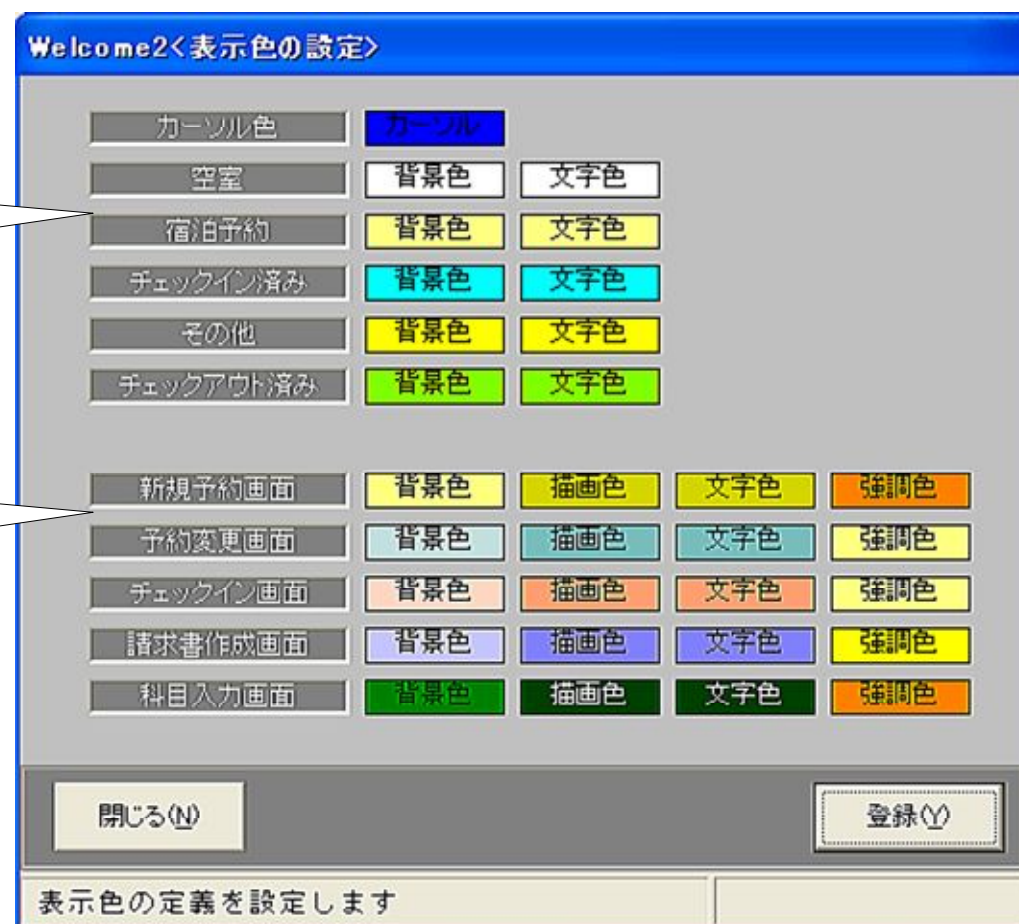 Welcome2<表示色の設定>
カーソル色 カーソル
空室 背景色 文字色
宿泊予約 背景色 文字色
チェックイン済み 背景色 文字色
その他 背景色 文字色
チェックアウト済み 背景色 文字色
新規予約画面 背景色 描画色 文字色 強調色
予約変更画面 背景色 描画色 文字色 強調色
チェックイン画面 背景色 描画色 文字色 強調色
請求書作成画面 背景色 描画色 文字色 強調色
科目入力画面 背景色 描画色 文字色 強調色
閉じる(N) 登録(Y)
表示色の定義を設定します